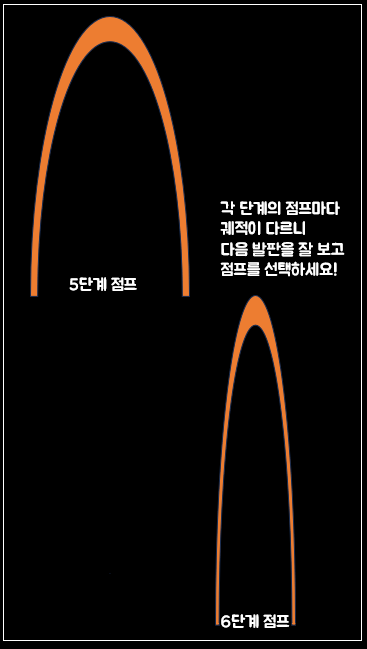 각 단계의 점프마다
궤적이 다르니
다음 발판을 잘 보고
점프를 선택하세요!
5단계 점프
6단계 점프